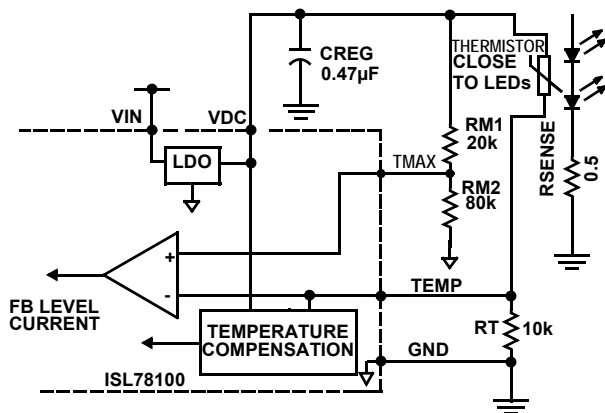 CREG
0.47µF
THERMISTOR
CLOSE
TO LEDs
VIN
VDC
LDO
TMAX
RM1
20k
RM2
80k
RSENSE
0.5
+
-
FB LEVEL
CURRENT
TEMPERATURE
COMPENSATION
TEMP
RT
10k
GND
ISL78100